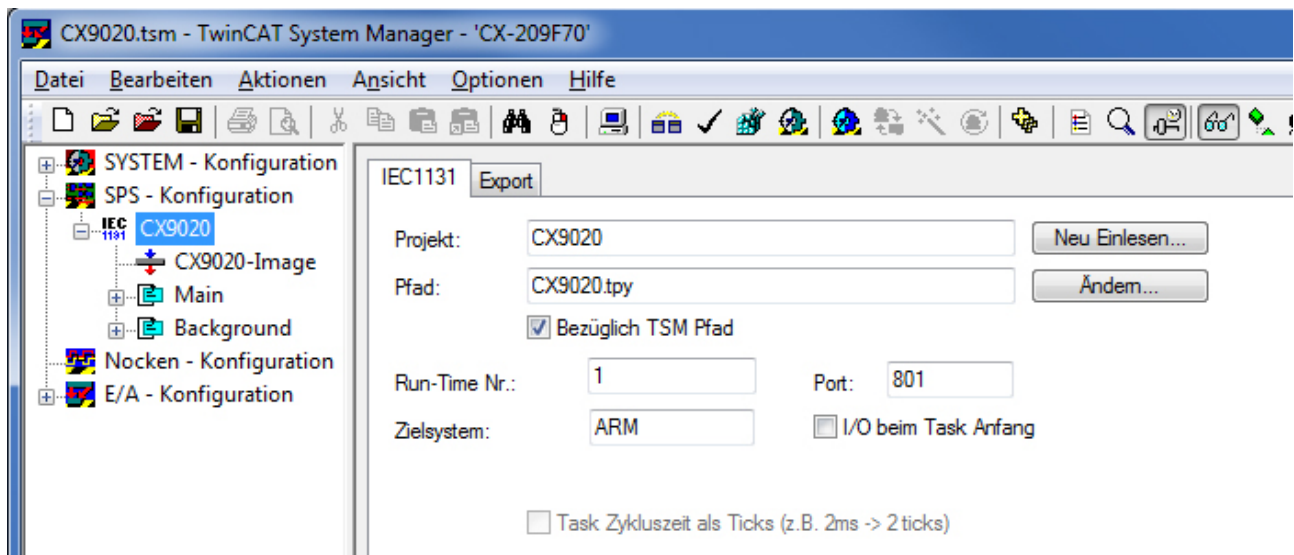 CX9020.tsm - TwinCAT System Manager - 'CX-209F70'
Datei Bearbeiten Aktionen Ansicht Optionen Hilfe
SYSTEM - Konfiguration
SPS - Konfiguration
IEC 1131 CX9020
CX9020-Image
Main
Background
Nocken - Konfiguration
E/A - Konfiguration
IEC1131 Export
Projekt: CX9020 Neu Einlesen...
Pfad: CX9020.tpy Ändern...
Bezüglich TSM Pfad
Run-Time Nr.: 1 Port: 801
Zielsystem: ARM I/O beim Task Anfang
Task Zykluszeit als Ticks (z.B. 2ms -> 2 ticks)